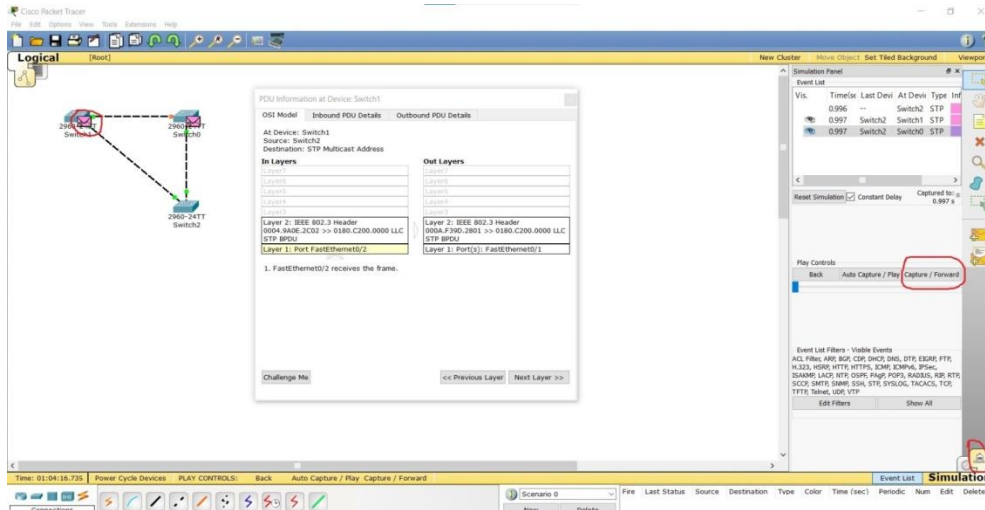 Cisco Packet Tracer
File Edit Options View Tools Extensions Help
Logical [Root] New Cluster Move Object Set Tiled Background Viewpor
Simulation Panel
Event List
Vis. Time(se Last Devi At Devi Type Inf
0.996 -- Switch2 STP
0.997 Switch2 Switch1 STP
0.997 Switch2 Switch0 STP
Reset Simulation Constant Delay Captured to:
0.997 s
Play Controls
Back Auto Capture / Play Capture / Forward
Event List Filters - Visible Events
ACL Filter, ARP, BGP, CDP, DHCP, DNS, DTP, EIGRP, FTP,
H.323, HSRP, HTTP, HTTPS, ICMP, ICMPv6, IPSec,
ISAKMP, LACP, NTP, OSPF, PAgP, POP3, RADIUS, RIP, RTP,
SCCP, SMTP, SNMP, SSH, STP, SYSLOG, TACACS, TCP,
TFTP, Telnet, UDP, VTP
Edit Filters Show All
Switch1
Switch0
2960-24TT
Switch2
PDU Information at Device: Switch1
OSI Model Inbound PDU Details Outbound PDU Details
At Device: Switch1
Source: Switch2
Destination: STP Multicast Address
In Layers Out Layers
Layer7 Layer7
Layer6 Layer6
Layer5 Layer5
Layer4 Layer4
Layer3 Layer3
Layer 2: IEEE 802.3 Header Layer 2: IEEE 802.3 Header
0004.9A0E.2C02 >> 0180.C200.0000 LLC 000A.F39D.2801 >> 0180.C200.0000 LLC
STP BPDU STP BPDU
Layer 1: Port FastEthernet0/2 Layer 1: Port(s): FastEthernet0/1
1. FastEthernet0/2 receives the frame.
Challenge Me << Previous Layer Next Layer >>
Time: 01:04:16.735 Power Cycle Devices PLAY CONTROLS: Back Auto Capture / Play Capture / Forward Event List Simulatio
Connections
Scenario 0
New Delete
Fire Last Status Source Destination Type Color Time (sec) Periodic Num Edit Delete